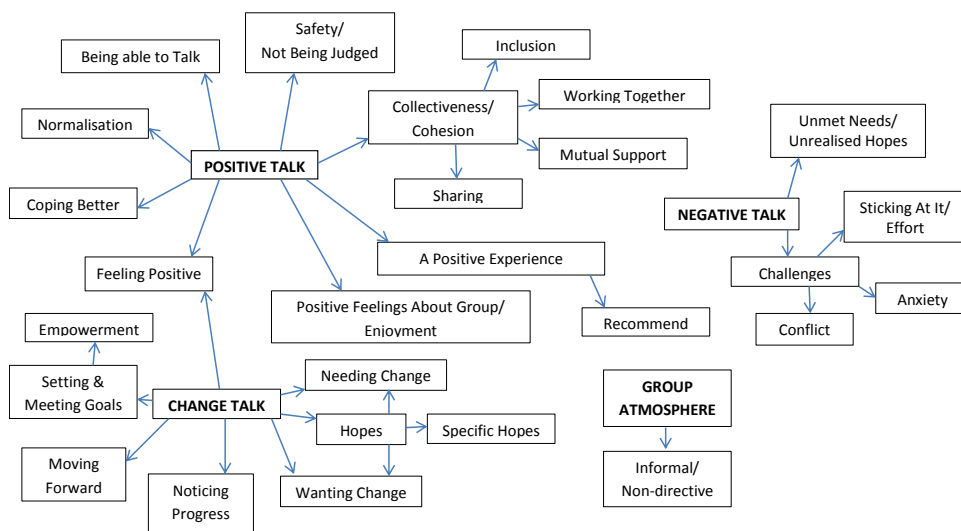 Safety/
Not Being Judged
Being able to Talk
Inclusion
Collectiveness/
Cohesion
Working Together
Normalisation
Mutual Support
POSITIVE TALK
Coping Better
Sharing
Unmet Needs/
Unrealised Hopes
NEGATIVE TALK
Sticking At It/
Effort
Feeling Positive
A Positive Experience
Challenges
Positive Feelings About Group/
Enjoyment
Anxiety
Recommend
Conflict
Empowerment
Setting &
Meeting Goals
CHANGE TALK
Needing Change
Hopes
Specific Hopes
GROUP
ATMOSPHERE
Moving
Forward
Noticing
Progress
Wanting Change
Informal/
Non-directive